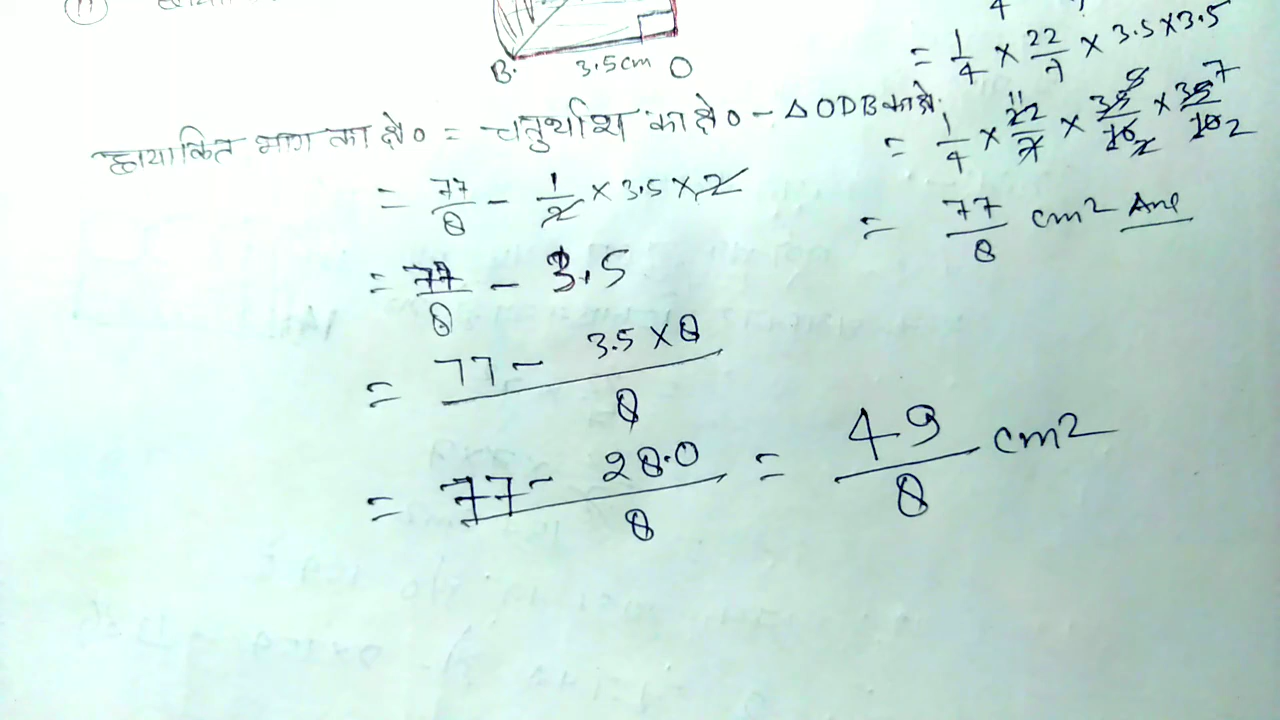 (11)
B. 3.5cm O
= 1/4 × 22/7 × 3.5×3.5
छायांकित भाग का क्षे० = चतुर्थांश का क्षे० - △ODB का क्षे०
= 1/4 × 22/7 × 35/10 × 35/10
= 77/8 cm2 Ans
= 77/8 - 1/2 × 3.5 × 2
= 77/8 - 3.5
= 77 - 3.5 × 8 / 8
= 77 - 28.0 / 8 = 49/8 cm2